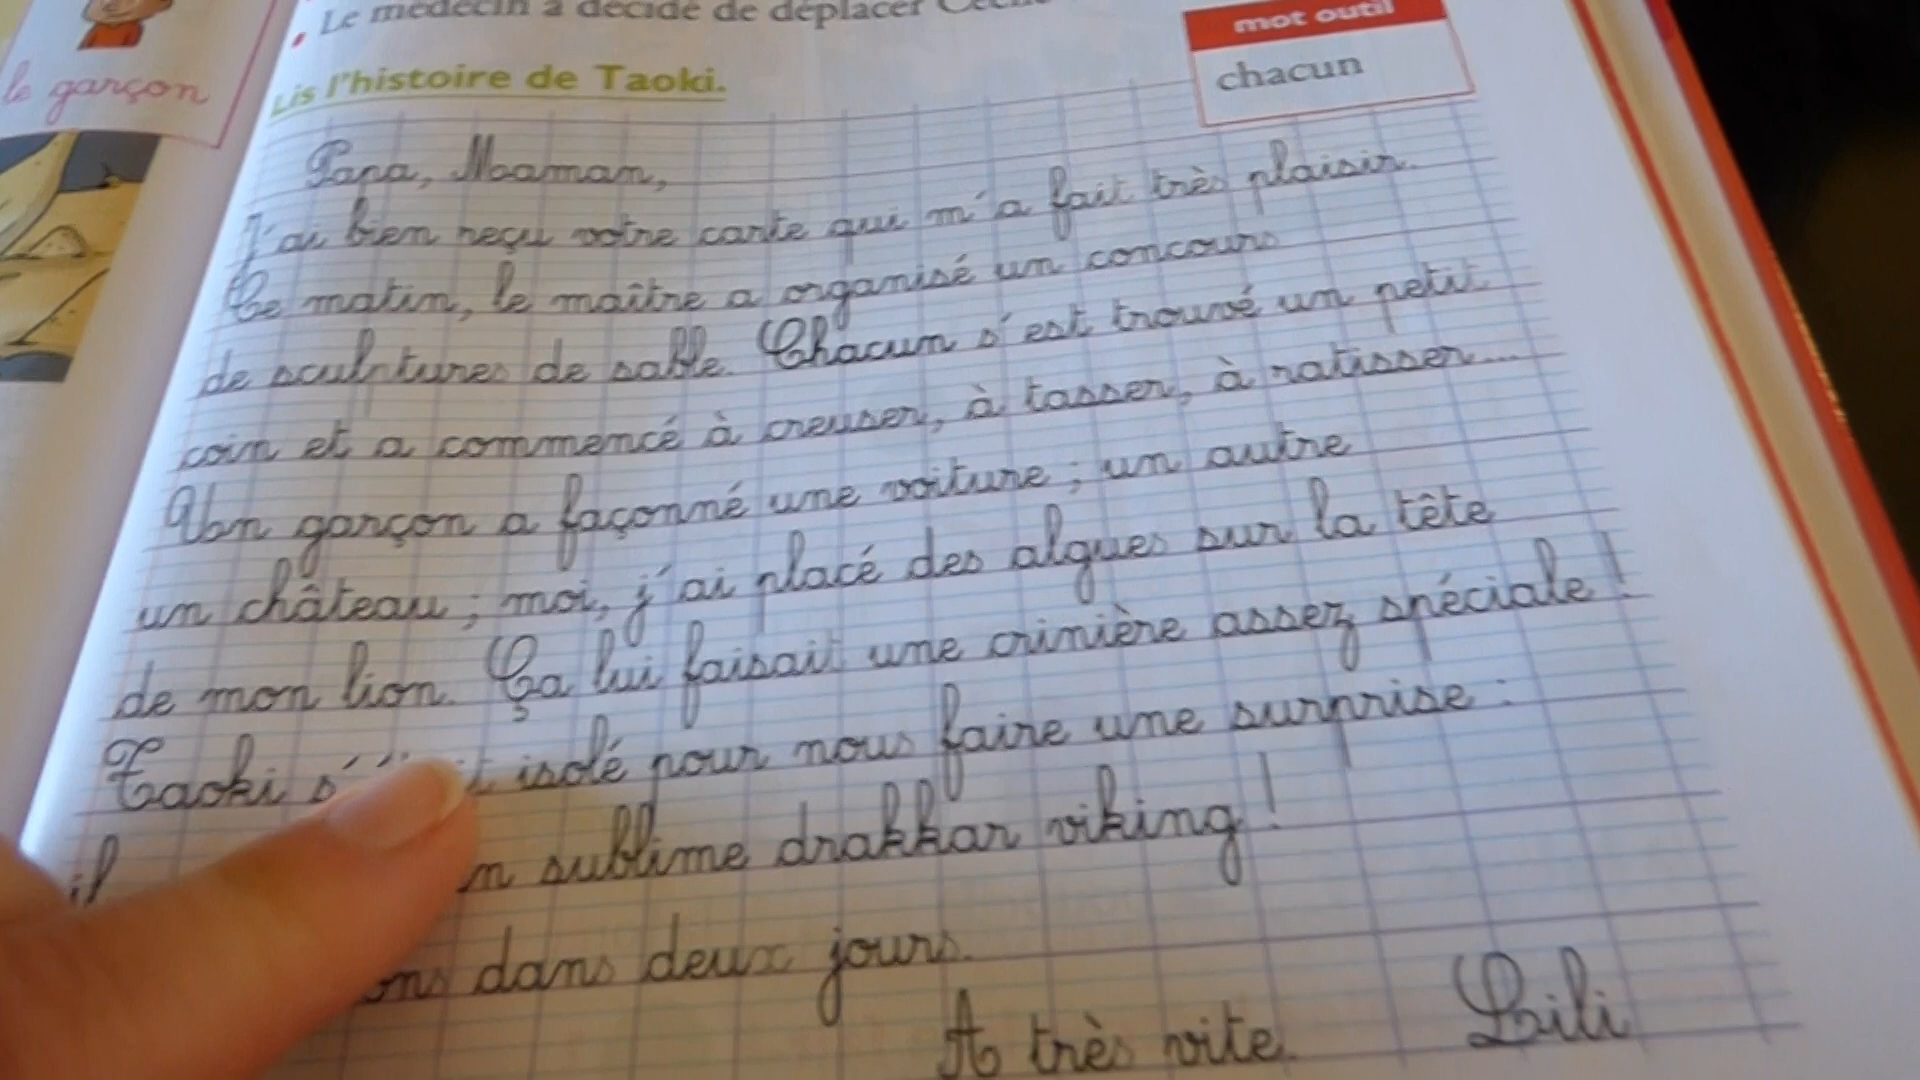 Le médecin a décidé de déplacer
mot outil
chacun
le garçon
Lis l'histoire de Taoki.
Papa, Maman,
J'ai bien reçu votre carte qui m'a fait très plaisir.
Ce matin, le maître a organisé un concours
de sculptures de sable. Chacun s'est trouvé un petit
coin et a commencé à creuser, à tasser, à ratisser...
Un garçon a façonné une voiture ; un autre
un château ; moi, j'ai placé des algues sur la tête
de mon lion. Ça lui faisait une crinière assez spéciale !
Taoki isolé pour nous faire une surprise :
il sublime drakkar viking !
dans deux jours.
A très vite. Lili